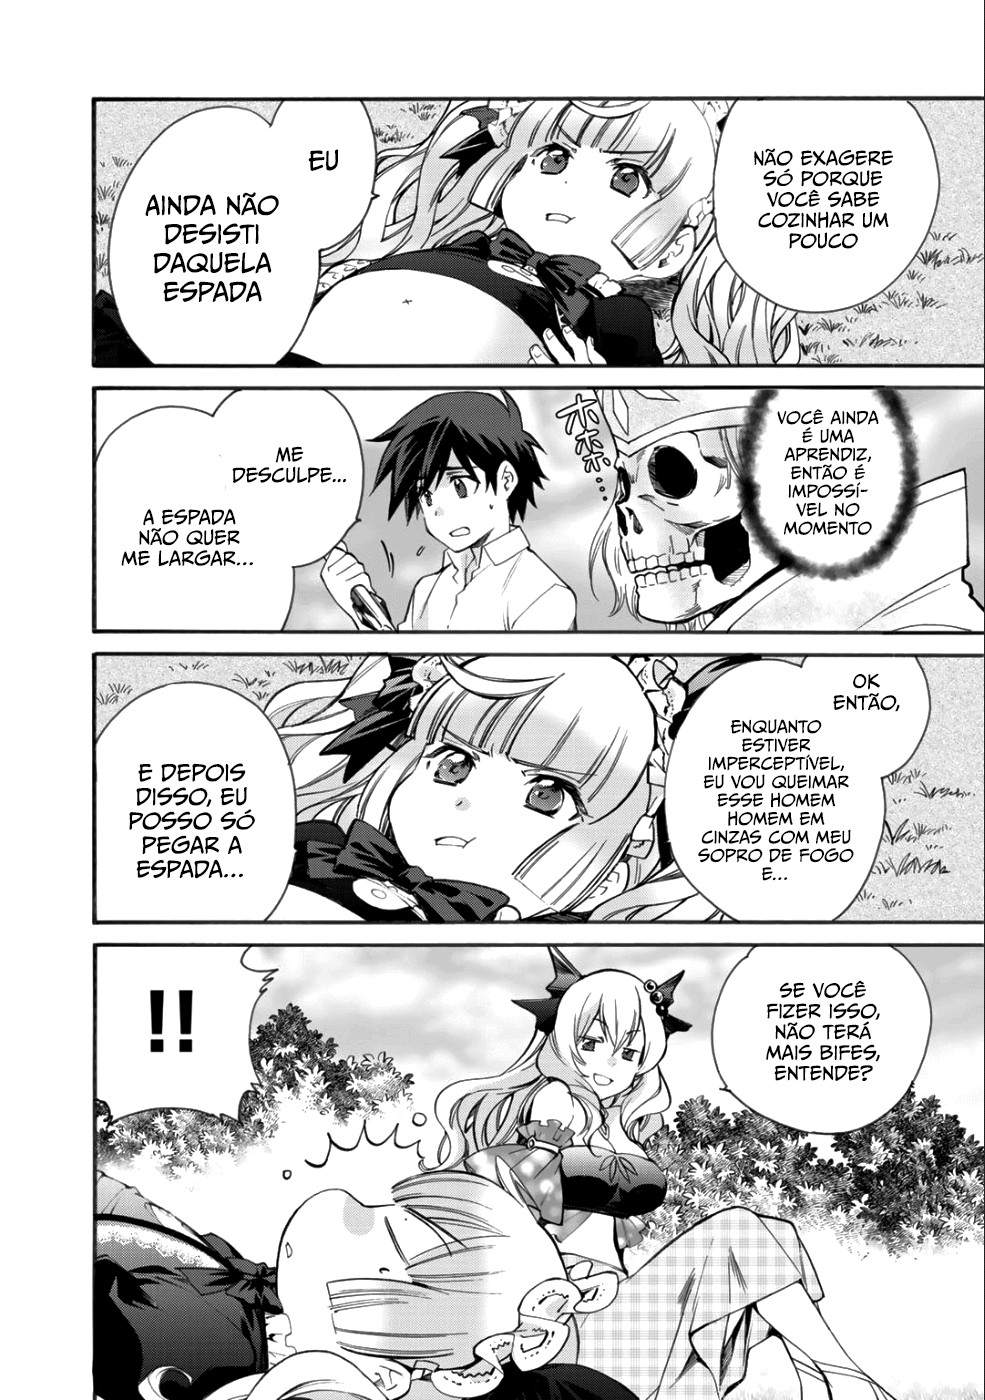 NÃO EXAGERE
SÓ PORQUE
VOCÊ SABE
COZINHAR UM
POUCO
EU
AINDA NÃO
DESISTI
DAQUELA
ESPADA
VOCÊ AINDA
É UMA
APRENDIZ,
ENTÃO É
IMPOSSÍ-
VEL NO
MOMENTO
ホホホ...
ME
DESCULPE...
A ESPADA
NÃO QUER
ME LARGAR...
OK
ENTÃO,
ENQUANTO
ESTIVER
IMPERCEPTÍVEL,
EU VOU QUEIMAR
ESSE HOMEM
HOMEM EM
CINZAS COM MEU
SOPRO DE FOGO
E...
E DEPOIS
DISSO, EU
POSSO SÓ
PEGAR A
ESPADA...
SE VOCÊ
FIZER ISSO,
NÃO TERÁ
MAIS BIFES,
ENTENDE?
!!